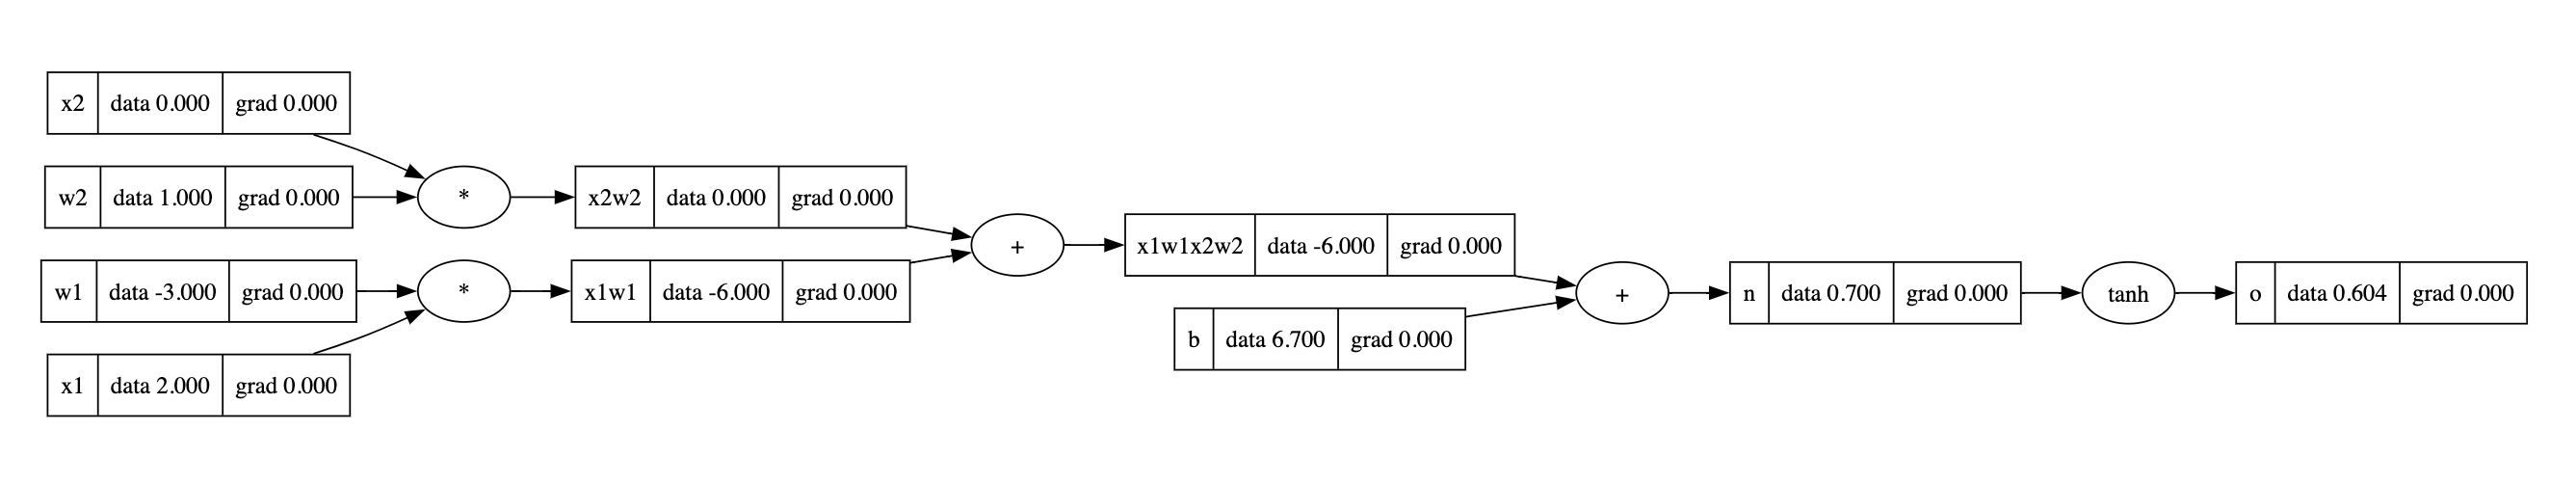 x2 data 0.000 grad 0.000
w2 data 1.000 grad 0.000
*
x2w2 data 0.000 grad 0.000
w1 data -3.000 grad 0.000
*
x1w1 data -6.000 grad 0.000
x1 data 2.000 grad 0.000
+
x1w1x2w2 data -6.000 grad 0.000
b data 6.700 grad 0.000
+
n data 0.700 grad 0.000
tanh
o data 0.604 grad 0.000